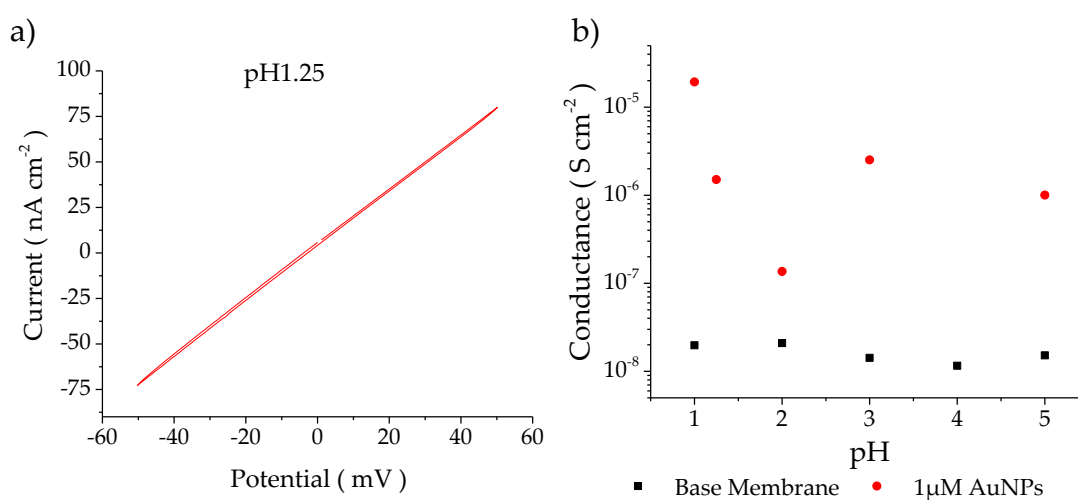 a)
pH1.25
Current ( nA cm⁻² )
100
75
50
25
0
-25
-50
-75
-60
-40
-20
0
20
40
60
Potential ( mV )
b)
Conductance ( S cm⁻² )
10⁻⁵
10⁻⁶
10⁻⁷
10⁻⁸
1
2
3
4
5
pH
Base Membrane
1µM AuNPs